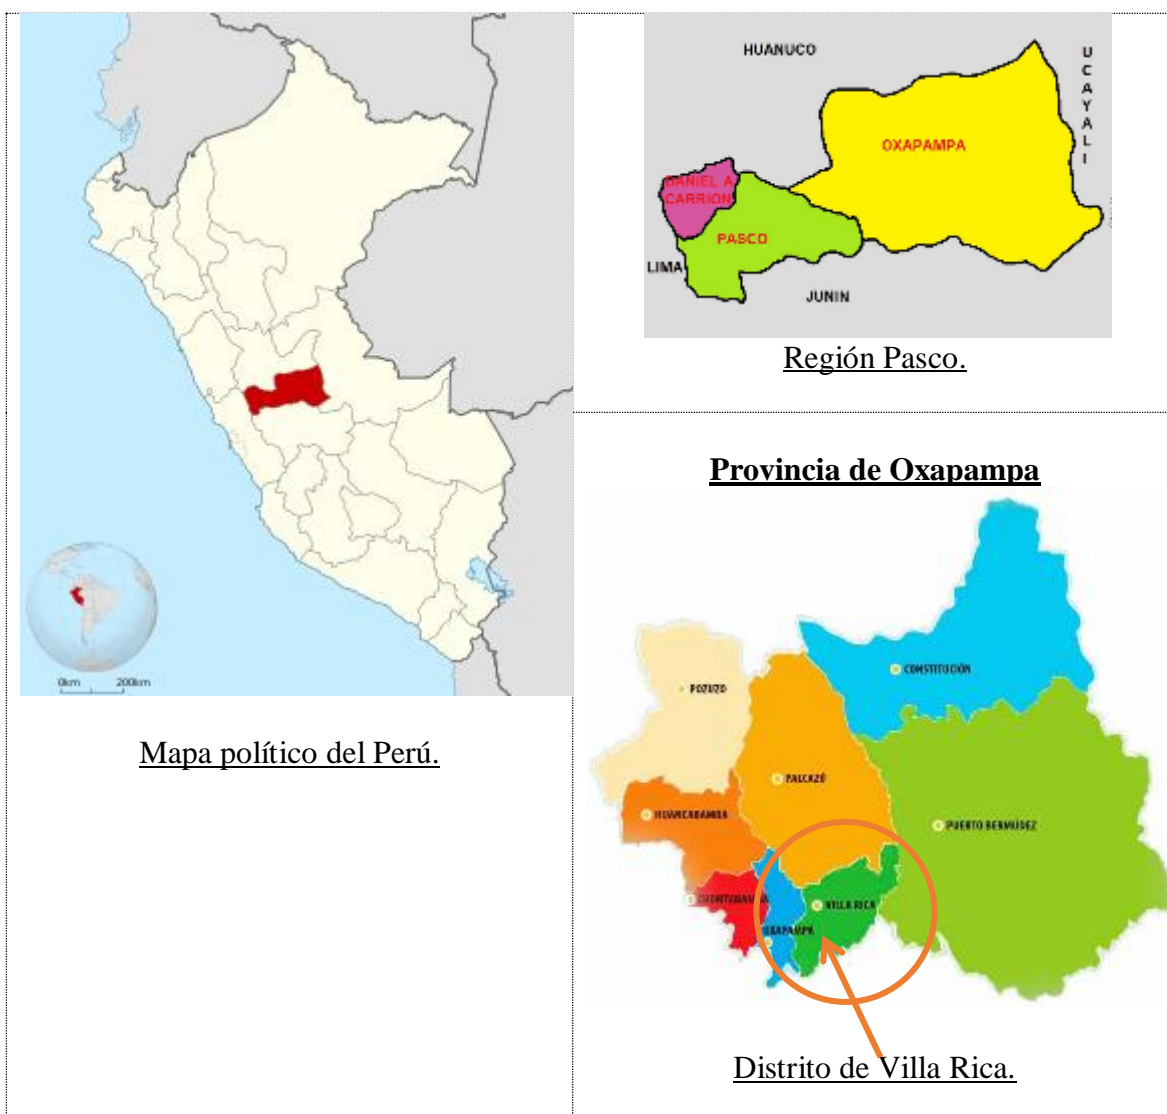 0km 200km
Mapa político del Perú.
HUANUCO
UCAYALI
OXAPAMPA
DANIEL A
CARRION
PASCO
LIMA
JUNIN
Región Pasco.
Provincia de Oxapampa
CONSTITUCIÓN
POZUZO
PALCAZÚ
HUANCABAMBA
PUERTO BERMÚDEZ
CHONTABAMBA
VILLA RICA
OXAPAMPA
Distrito de Villa Rica.